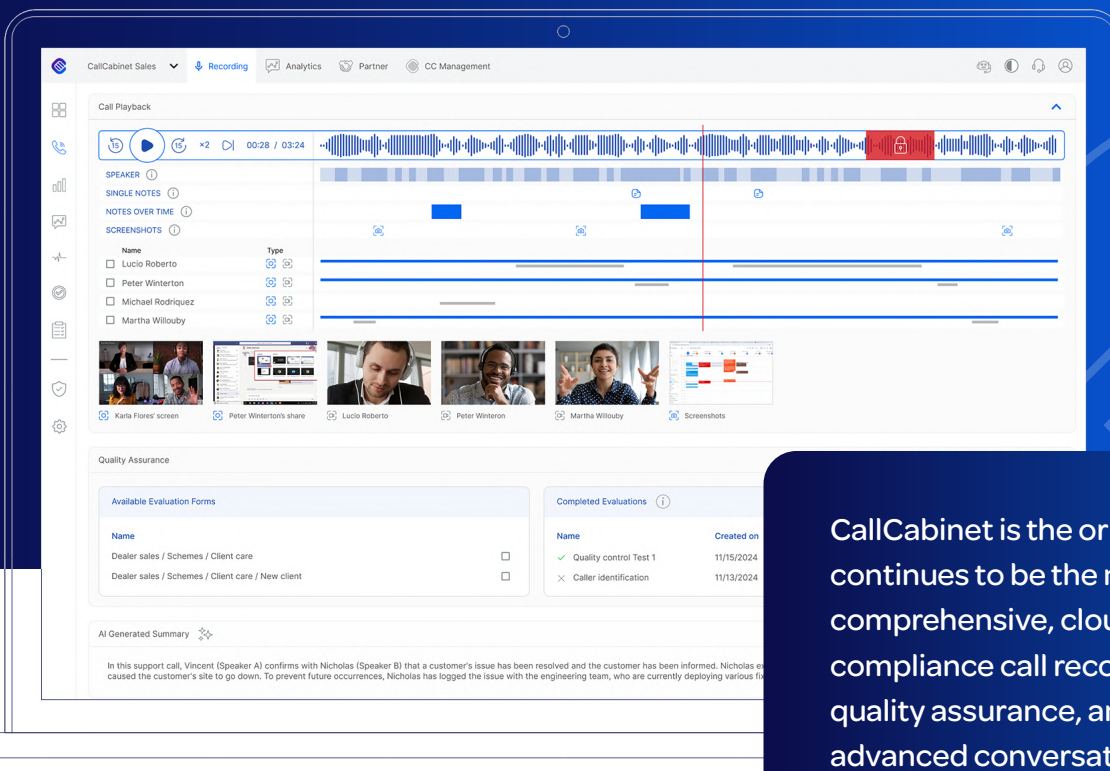 CallCabinet Sales Recording Analytics Partner CC Management
Call Playback
15 15 ×2 00:28 / 03:24
SPEAKER
SINGLE NOTES
NOTES OVER TIME
SCREENSHOTS
Name Type
Lucio Roberto
Peter Winterton
Michael Rodriquez
Martha Willouby
Karla Flores' screen Peter Winterton's share Lucio Roberto Peter Winteron Martha Willouby Screenshots
Quality Assurance
Available Evaluation Forms
Name
Dealer sales / Schemes / Client care
Dealer sales / Schemes / Client care / New client
Completed Evaluations
Name Created on
Quality control Test 1 11/15/2024
Caller identification 11/13/2024
AI Generated Summary
In this support call, Vincent (Speaker A) confirms with Nicholas (Speaker B) that a customer's issue has been resolved and the customer has been informed. Nicholas ex
caused the customer's site to go down. To prevent future occurrences, Nicholas has logged the issue with the engineering team, who are currently deploying various fix
CallCabinet is the or
continues to be the
comprehensive, clou
compliance call reco
quality assurance, an
advanced conversat